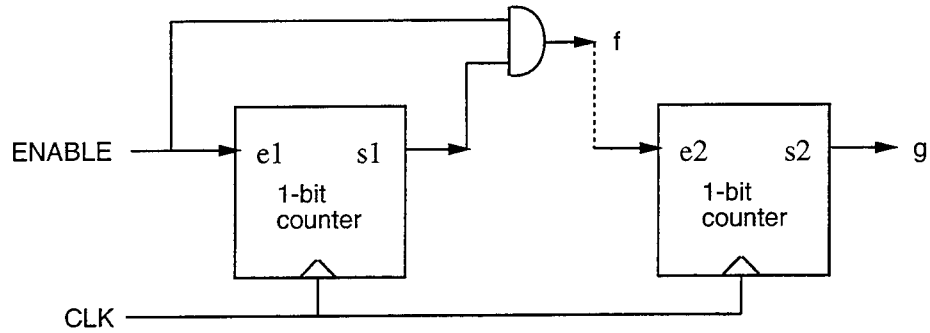 f
ENABLE
e1
s1
1-bit
counter
e2
s2
1-bit
counter
g
CLK